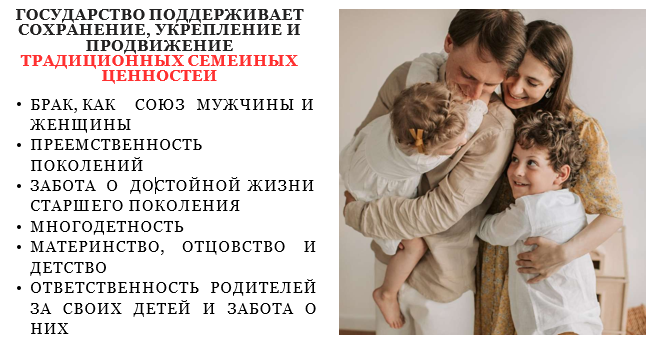 ГОСУДАРСТВО ПОДДЕРЖИВАЕТ
СОХРАНЕНИЕ, УКРЕПЛЕНИЕ И
ПРОДВИЖЕНИЕ
ТРАДИЦИОННЫХ СЕМЕЙНЫХ
ЦЕННОСТЕЙ
• БРАК, КАК СОЮЗ МУЖЧИНЫ И
ЖЕНЩИНЫ
• ПРЕЕМСТВЕННОСТЬ
ПОКОЛЕНИЙ
• ЗАБОТА О ДОСТОЙНОЙ ЖИЗНИ
СТАРШЕГО ПОКОЛЕНИЯ
• МНОГОДЕТНОСТЬ
• МАТЕРИНСТВО, ОТЦОВСТВО И
ДЕТСТВО
• ОТВЕТСТВЕННОСТЬ РОДИТЕЛЕЙ
ЗА СВОИХ ДЕТЕЙ И ЗАБОТА О
НИХ